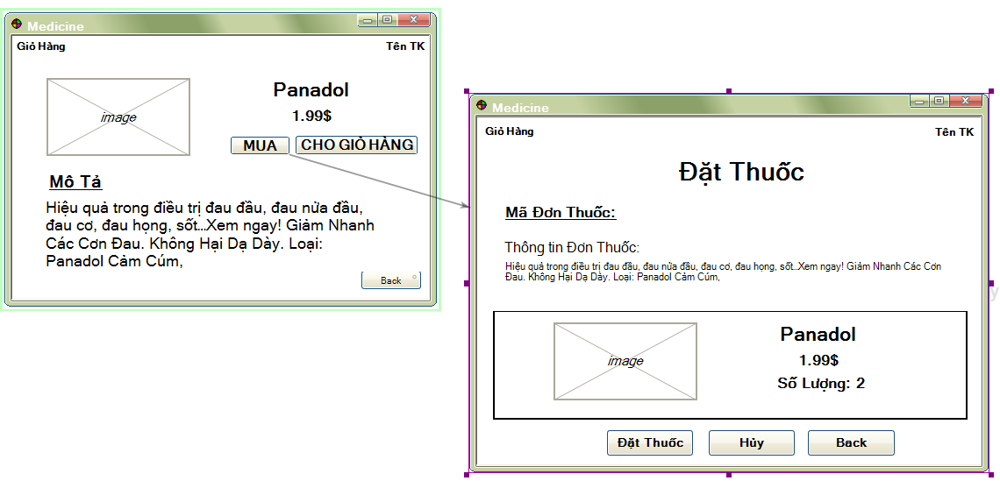 Medicine
Giỏ Hàng
Tên TK
image
Panadol
1.99$
MUA
CHO GIỎ HÀNG
Mô Tả
Hiệu quả trong điều trị đau đầu, đau nửa đầu,
đau cơ, đau họng, sốt…Xem ngay! Giảm Nhanh
Các Cơn Đau. Không Hại Dạ Dày. Loại:
Panadol Cảm Cúm,
Back
Medicine
Giỏ Hàng
Tên TK
Đặt Thuốc
Mã Đơn Thuốc:
Thông tin Đơn Thuốc:
Hiệu quả trong điều trị đau đầu, đau nửa đầu, đau cơ, đau họng, sốt…Xem ngay! Giảm Nhanh Các Cơn
Đau. Không Hại Dạ Dày. Loại: Panadol Cảm Cúm,
image
Panadol
1.99$
Số Lượng: 2
Đặt Thuốc
Hủy
Back
y